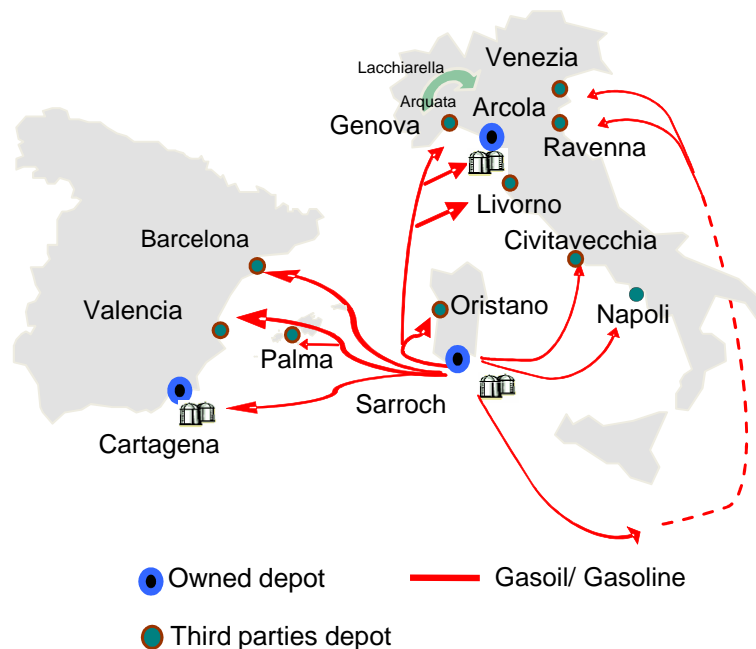 Venezia
Lacchiarella
Arquata
Arcola
Genova
Ravenna
Livorno
Barcelona
Civitavecchia
Valencia
Oristano
Napoli
Palma
Sarroch
Cartagena
Owned depot
Gasoil/ Gasoline
Third parties depot